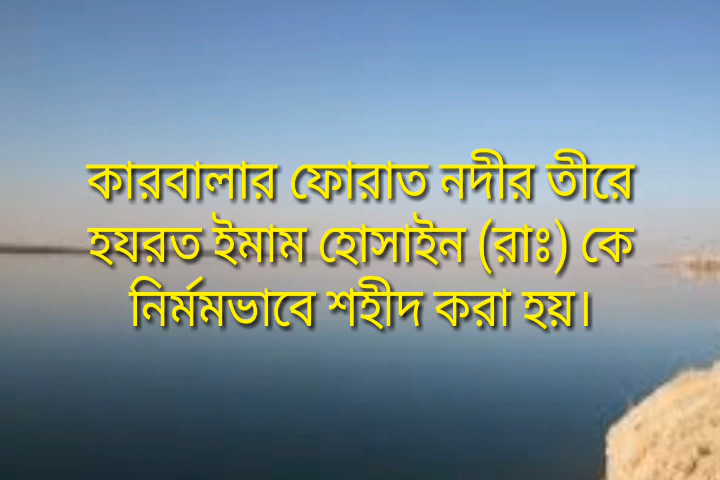 কারবালার ফোরাত নদীর তীরে
হযরত ইমাম হোসাইন (রাঃ) কে
নির্মমভাবে শহীদ করা হয়।